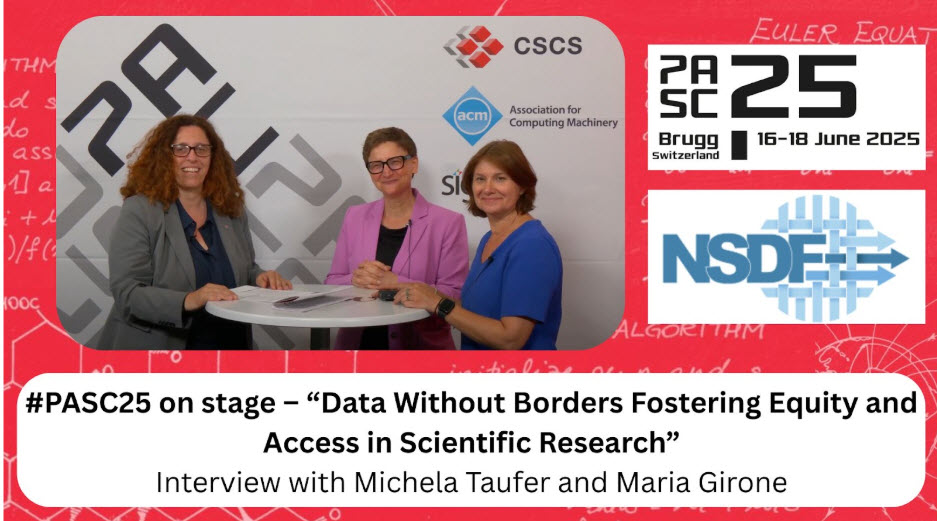 CSCS
acm
Association for
Computing Machinery
PA
SC
25
Brugg
Switzerland
16-18 June 2025
NSDF
EULER EQUAT
ALGORITHM
#PASC25 on stage – “Data Without Borders Fostering Equity and
Access in Scientific Research”
Interview with Michela Taufer and Maria Girone